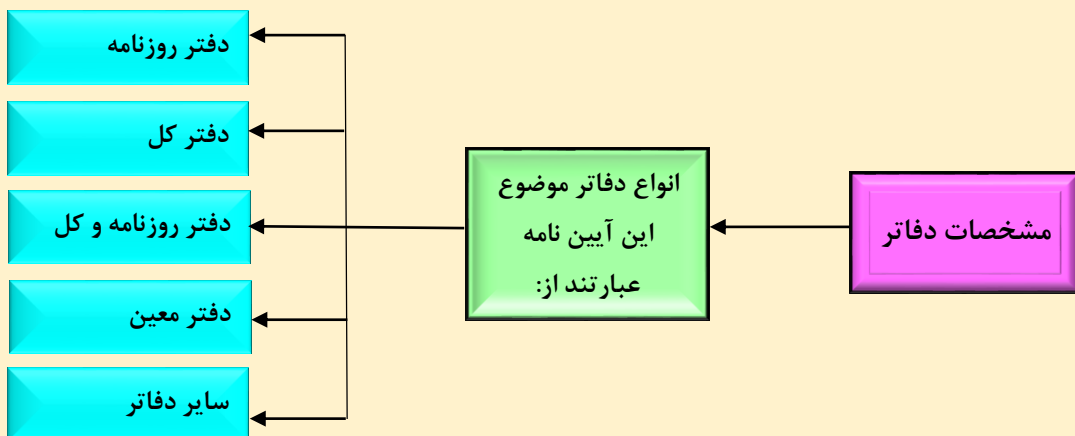 مشخصات دفاتر
انواع دفاتر موضوع
این آیین نامه
عبارتند از:
دفتر روزنامه
دفتر کل
دفتر روزنامه و کل
دفتر معین
سایر دفاتر